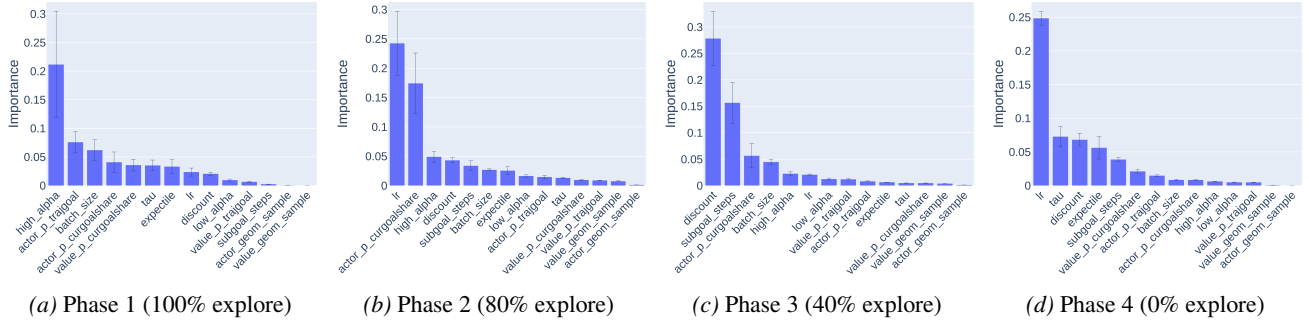 Importance
0.3
0.25
0.2
0.15
0.1
0.05
0
high_alpha
actor_p_trajgoal
batch_size
actor_p_curgoalshare
value_p_curgoalshare
tau
expectile
lr
discount
low_alpha
value_p_trajgoal
subgoal_steps
actor_geom_sample
value_geom_sample
(a) Phase 1 (100% explore)
Importance
0.3
0.25
0.2
0.15
0.1
0.05
0
lr
actor_p_curgoalshare
high_alpha
discount
subgoal_steps
batch_size
expectile
low_alpha
actor_p_trajgoal
tau
value_p_curgoalshare
value_p_trajgoal
value_geom_sample
actor_geom_sample
(b) Phase 2 (80% explore)
Importance
0.3
0.25
0.2
0.15
0.1
0.05
0
discount
subgoal_steps
actor_p_curgoalshare
batch_size
high_alpha
lr
low_alpha
value_p_trajgoal
actor_p_trajgoal
expectile
tau
value_p_curgoalshare
value_geom_sample
actor_geom_sample
(c) Phase 3 (40% explore)
Importance
0.25
0.2
0.15
0.1
0.05
0
lr
tau
discount
expectile
subgoal_steps
value_p_curgoalshare
actor_p_trajgoal
batch_size
actor_p_curgoalshare
high_alpha
low_alpha
value_p_trajgoal
value_geom_sample
actor_geom_sample
(d) Phase 4 (0% explore)